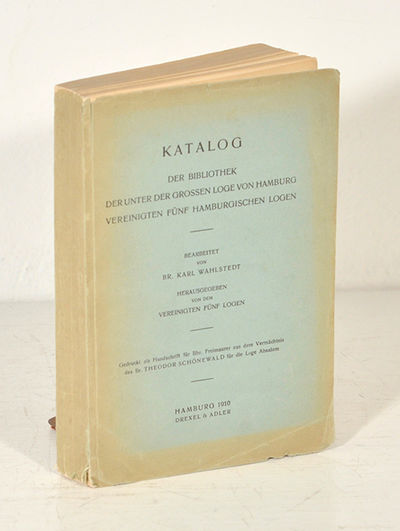 KATALOG
DER BIBLIOTHEK
DER UNTER DER GROSSEN LOGE VON HAMBURG
VEREINIGTEN FÜNF HAMBURGISCHEN LOGEN
BEARBEITET
VON
BR. KARL WAHLSTEDT
HERAUSGEGEBEN
VON DEN
VEREINIGTEN FÜNF LOGEN
Gedruckt als Handschrift für Brr. Freimaurer aus dem Vermächtnis
des Br. THEODOR SCHÖNEWALD für die Loge Absalom
HAMBURG 1910
DREXEL & ADLER